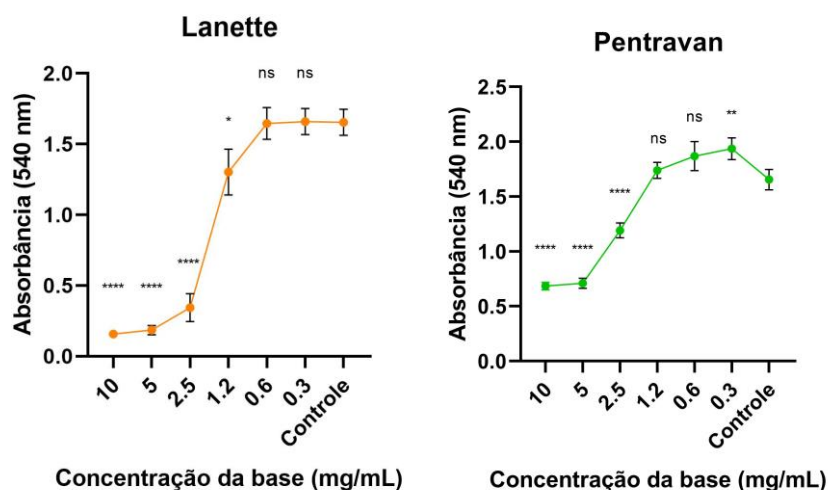 Lanette
Absorbância (540 nm)
2.0
1.5
1.0
0.5
0.0
****
****
****
*
ns
ns
10
5
2.5
1.2
0.6
0.3
Controle
Concentração da base (mg/mL)
Pentravan
Absorbância (540 nm)
2.5
2.0
1.5
1.0
0.5
0.0
****
****
****
ns
ns
**
10
5
2.5
1.2
0.6
0.3
Controle
Concentração da base (mg/mL)